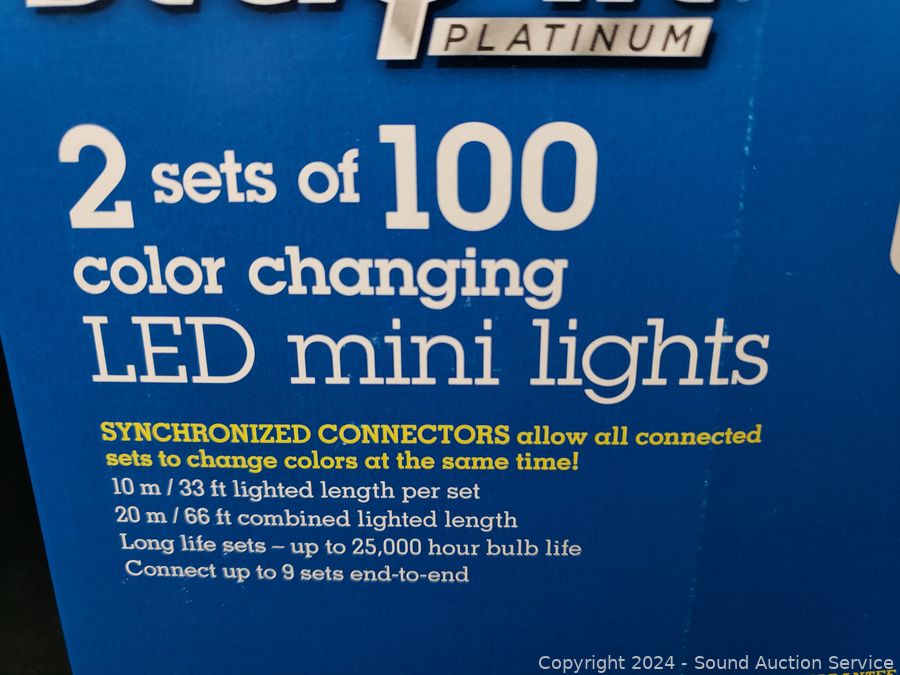 PLATINUM
2 sets of 100
color changing
LED mini lights
SYNCHRONIZED CONNECTORS allow all connected
sets to change colors at the same time!
10 m / 33 ft lighted length per set
20 m / 66 ft combined lighted length
Long life sets – up to 25,000 hour bulb life
Connect up to 9 sets end-to-end
Copyright 2024 - Sound Auction Service